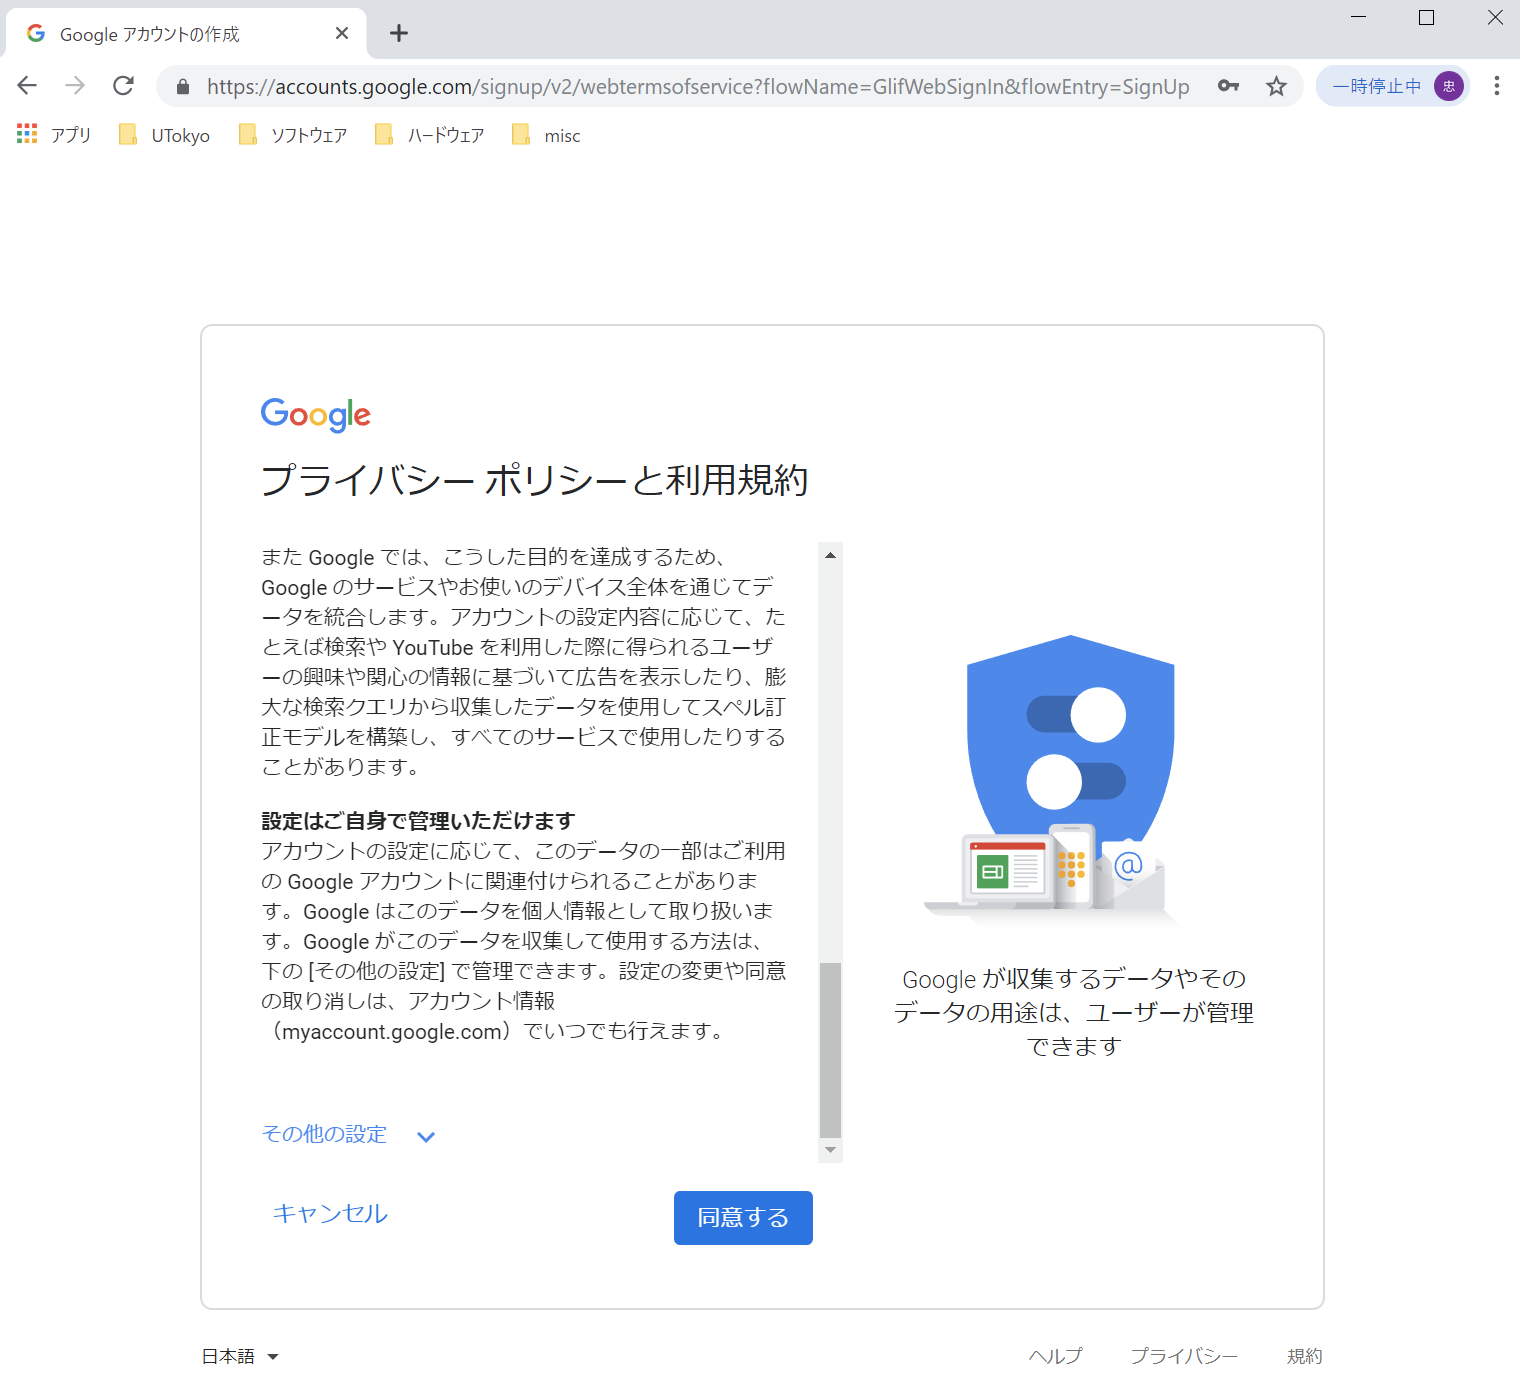 Google アカウントの作成
https://accounts.google.com/signup/v2/webtermsofservice?flowName=GlifWebSignIn&flowEntry=SignUp
一時停止中 忠
アプリ UTokyo ソフトウェア ハードウェア misc
Google
プライバシー ポリシーと利用規約
また Google では、こうした目的を達成するため、
Google のサービスやお使いのデバイス全体を通じてデ
ータを統合します。アカウントの設定内容に応じて、た
とえば検索や YouTube を利用した際に得られるユーザ
ーの興味や関心の情報に基づいて広告を表示したり、膨
大な検索クエリから収集したデータを使用してスペル訂
正モデルを構築し、すべてのサービスで使用したりする
ことがあります。
設定はご自身で管理いただけます
アカウントの設定に応じて、このデータの一部はご利用
の Google アカウントに関連付けられることがありま
す。Google はこのデータを個人情報として取り扱いま
す。Google がこのデータを収集して使用する方法は、
下の [その他の設定] で管理できます。設定の変更や同意
の取り消しは、アカウント情報
（myaccount.google.com）でいつでも行えます。
その他の設定
キャンセル
同意する
@
Google が収集するデータやその
データの用途は、ユーザーが管理
できます
日本語
ヘルプ プライバシー 規約